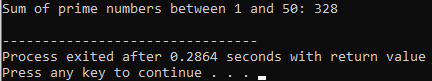 Sum of prime numbers between 1 and 50: 328

--------------------------------
Process exited after 0.2864 seconds with return value
Press any key to continue . . .